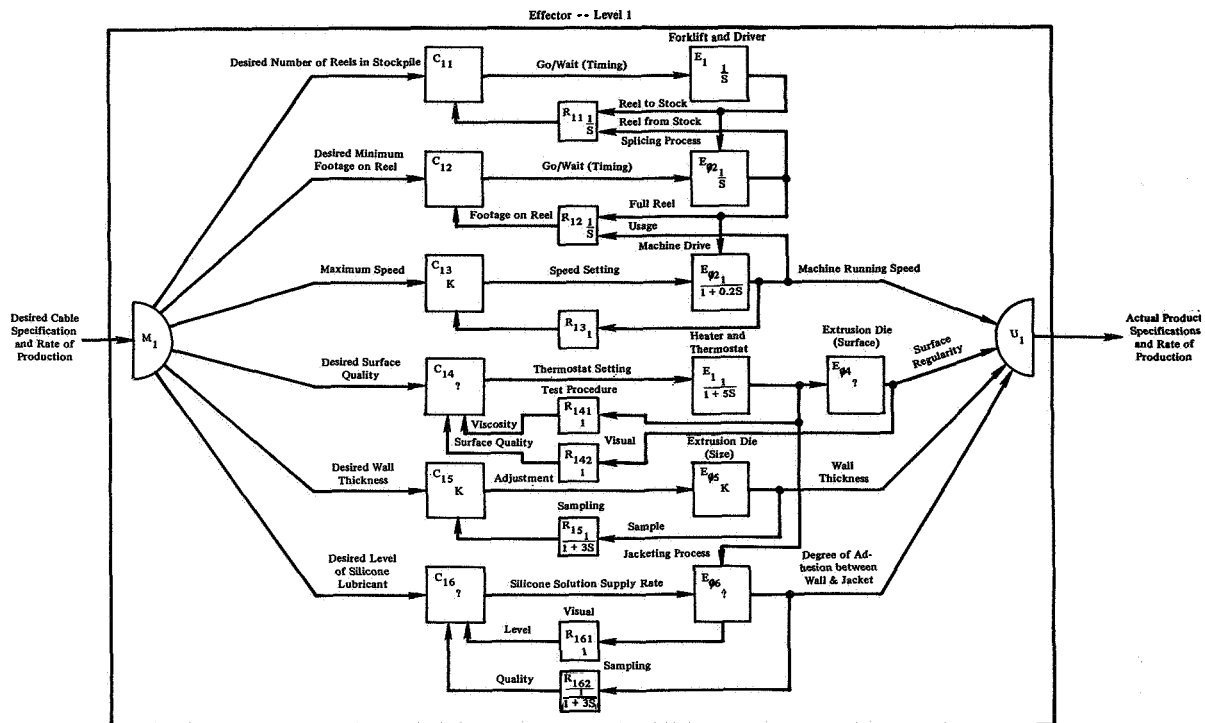 Effector -- Level 1
Forklift and Driver
Desired Number of Reels in Stockpile
C11
Go/Wait (Timing)
E1
1
S
Reel to Stock
R11 1
S
Reel from Stock
Splicing Process
Desired Minimum
Footage on Reel
C12
Go/Wait (Timing)
Eφ2 1
S
Full Reel
Footage on Reel
R12 1
S
Usage
Machine Drive
Maximum Speed
C13
K
Speed Setting
Eφ2 1
1 + 0.2S
Machine Running Speed
R13 1
Desired Cable
Specification
and Rate of
Production
M1
U1
Actual Product
Specifications
and Rate of
Production
Heater and
Thermostat
Extrusion Die
(Surface)
Surface
Regularity
Desired Surface
Quality
C14
?
Thermostat Setting
E1 1
1 + 5S
Eφ4
?
Test Procedure
R141
1
Viscosity
Surface Quality
Visual
R142
1
Extrusion Die
(Size)
Desired Wall
Thickness
C15
K
Adjustment
Eφ5
K
Wall
Thickness
Sampling
R15 1
1 + 3S
Sample
Jacketing Process
Desired Level
of Silicone
Lubricant
C16
?
Silicone Solution Supply Rate
Eφ6
?
Degree of Ad-
hesion between
Wall & Jacket
Visual
Level
R161
1
Sampling
Quality
R162
1
1 + 3S